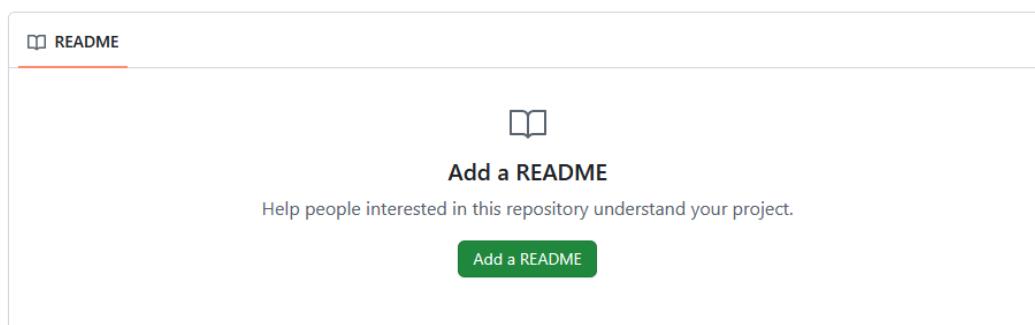 README
Add a README
Help people interested in this repository understand your project.
Add a README